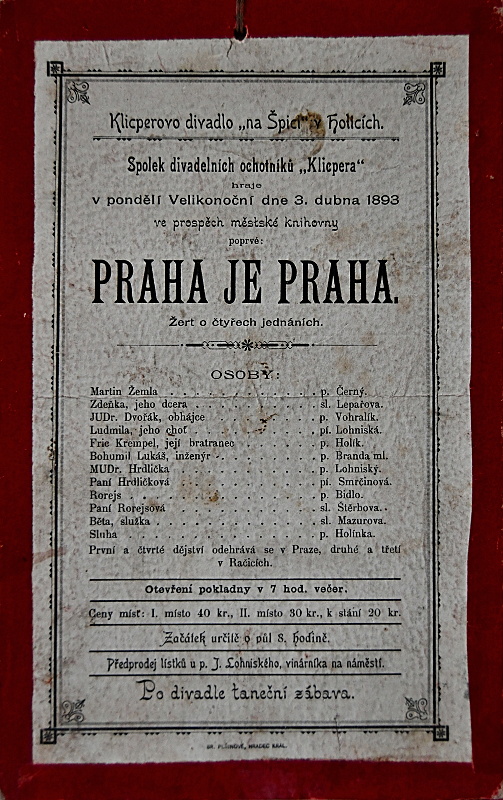 Klicperovo divadlo „na Špici“ v Holicích.
Spolek divadelních ochotníků „Klicpera“
hraje
v pondělí Velikonoční dne 3. dubna 1893
ve prospěch městské knihovny
poprvé:
PRAHA JE PRAHA.
Žert o čtyřech jednáních.
OSOBY:
Martin Žemla . . . . . . . . . . . . p. Černý.
Zdeňka, jeho dcera . . . . . . . . . . sl. Lepařova.
JUDr. Dvořák, obhájce . . . . . . . . . p. Vohralík.
Ludmila, jeho choť . . . . . . . . . . pí. Lohniská.
Fric Krempel, její bratranec . . . . . . . p. Holík.
Bohumil Lukáš, inženýr . . . . . . . . . p. Branda ml.
MUDr. Hrdlička . . . . . . . . . . . p. Lohniský.
Paní Hrdličková . . . . . . . . . . . pí. Smrčinová.
Rorejs . . . . . . . . . . . . . . p. Bidlo.
Paní Rorejsová . . . . . . . . . . . sl. Štěrbova.
Běta, služka . . . . . . . . . . . . sl. Mazurova.
Sluha . . . . . . . . . . . . . . p. Holinka.
První a čtvrté dějství odehrává se v Praze, druhé a třetí
v Račicích.
Otevření pokladny v 7 hod. večer.
Ceny míst: I. místo 40 kr., II. místo 30 kr., k stání 20 kr.
Začátek určitě o půl 8. hodině.
Předprodej lístků u p. J. Lohniského, vinárníka na náměstí.
Po divadle taneční zábava.
HRADEC KRÁL.